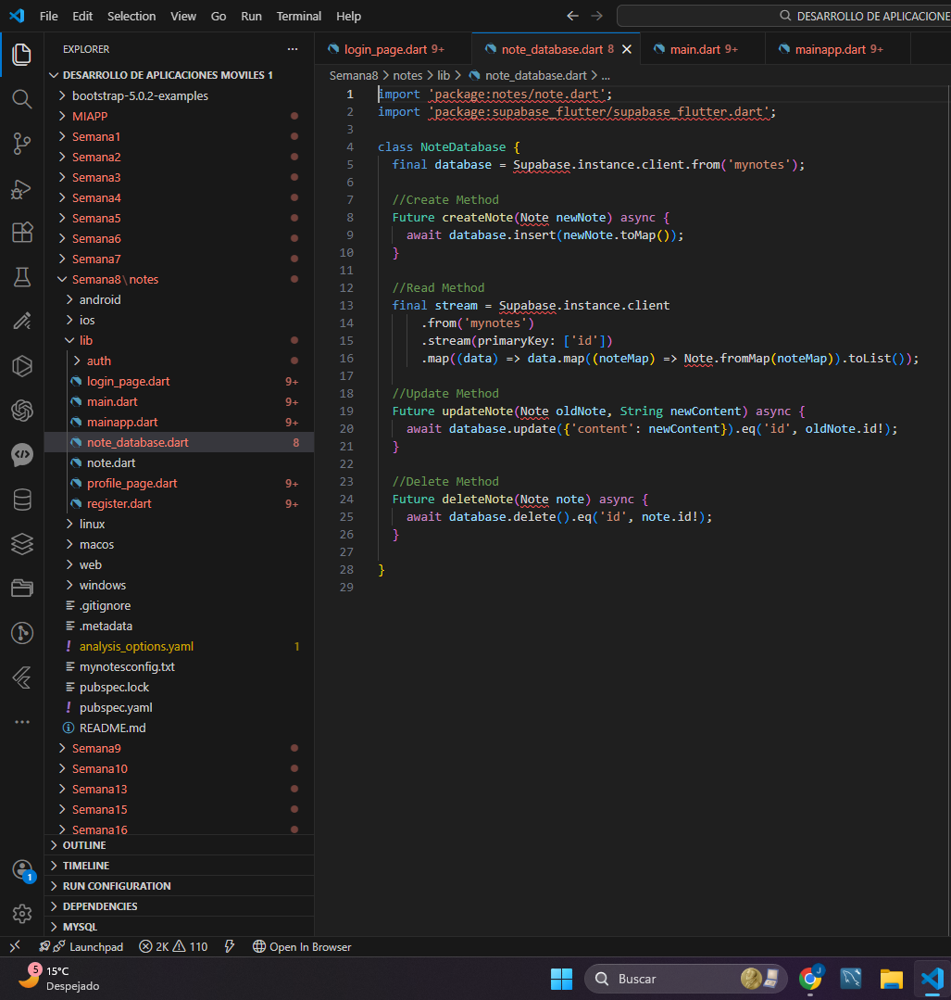 File Edit Selection View Go Run Terminal Help
DESARROLLO DE APLICACIONE
EXPLORER
DESARROLLO DE APLICACIONES MOVILES 1
bootstrap-5.0.2-examples
MIAPP
Semana1
Semana2
Semana3
Semana4
Semana5
Semana6
Semana7
Semana8\notes
android
ios
lib
auth
login_page.dart 9+
main.dart 9+
mainapp.dart 9+
note_database.dart 8
note.dart
profile_page.dart 9+
register.dart 9+
linux
macos
web
windows
.gitignore
.metadata
analysis_options.yaml 1
mynotesconfig.txt
pubspec.lock
pubspec.yaml
README.md
Semana9
Semana10
Semana13
Semana15
Semana16
OUTLINE
TIMELINE
RUN CONFIGURATION
DEPENDENCIES
MYSQL
1
login_page.dart 9+ note_database.dart 8 main.dart 9+ mainapp.dart 9+
Semana8 > notes > lib > note_database.dart > ...
1 import 'package:notes/note.dart';
2 import 'package:supabase_flutter/supabase_flutter.dart';
3
4 class NoteDatabase {
5 final database = Supabase.instance.client.from('mynotes');
6
7 //Create Method
8 Future createNote(Note newNote) async {
9 await database.insert(newNote.toMap());
10 }
11
12 //Read Method
13 final stream = Supabase.instance.client
14 .from('mynotes')
15 .stream(primaryKey: ['id'])
16 .map((data) => data.map((noteMap) => Note.fromMap(noteMap)).toList());
17
18 //Update Method
19 Future updateNote(Note oldNote, String newContent) async {
20 await database.update({'content': newContent}).eq('id', oldNote.id!);
21 }
22
23 //Delete Method
24 Future deleteNote(Note note) async {
25 await database.delete().eq('id', note.id!);
26 }
27
28 }
29
Launchpad 2K 110 Open In Browser
5 15°C
Despejado
Buscar
J